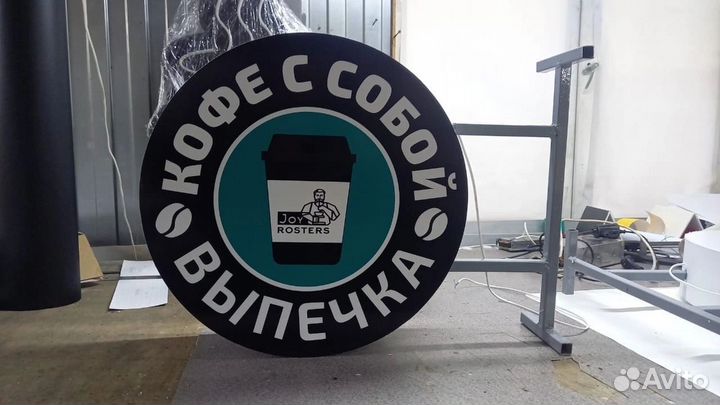 КОФЕ С СОБОЙ
JOY
ROSTERS
ВЫПЕЧКА
Avito